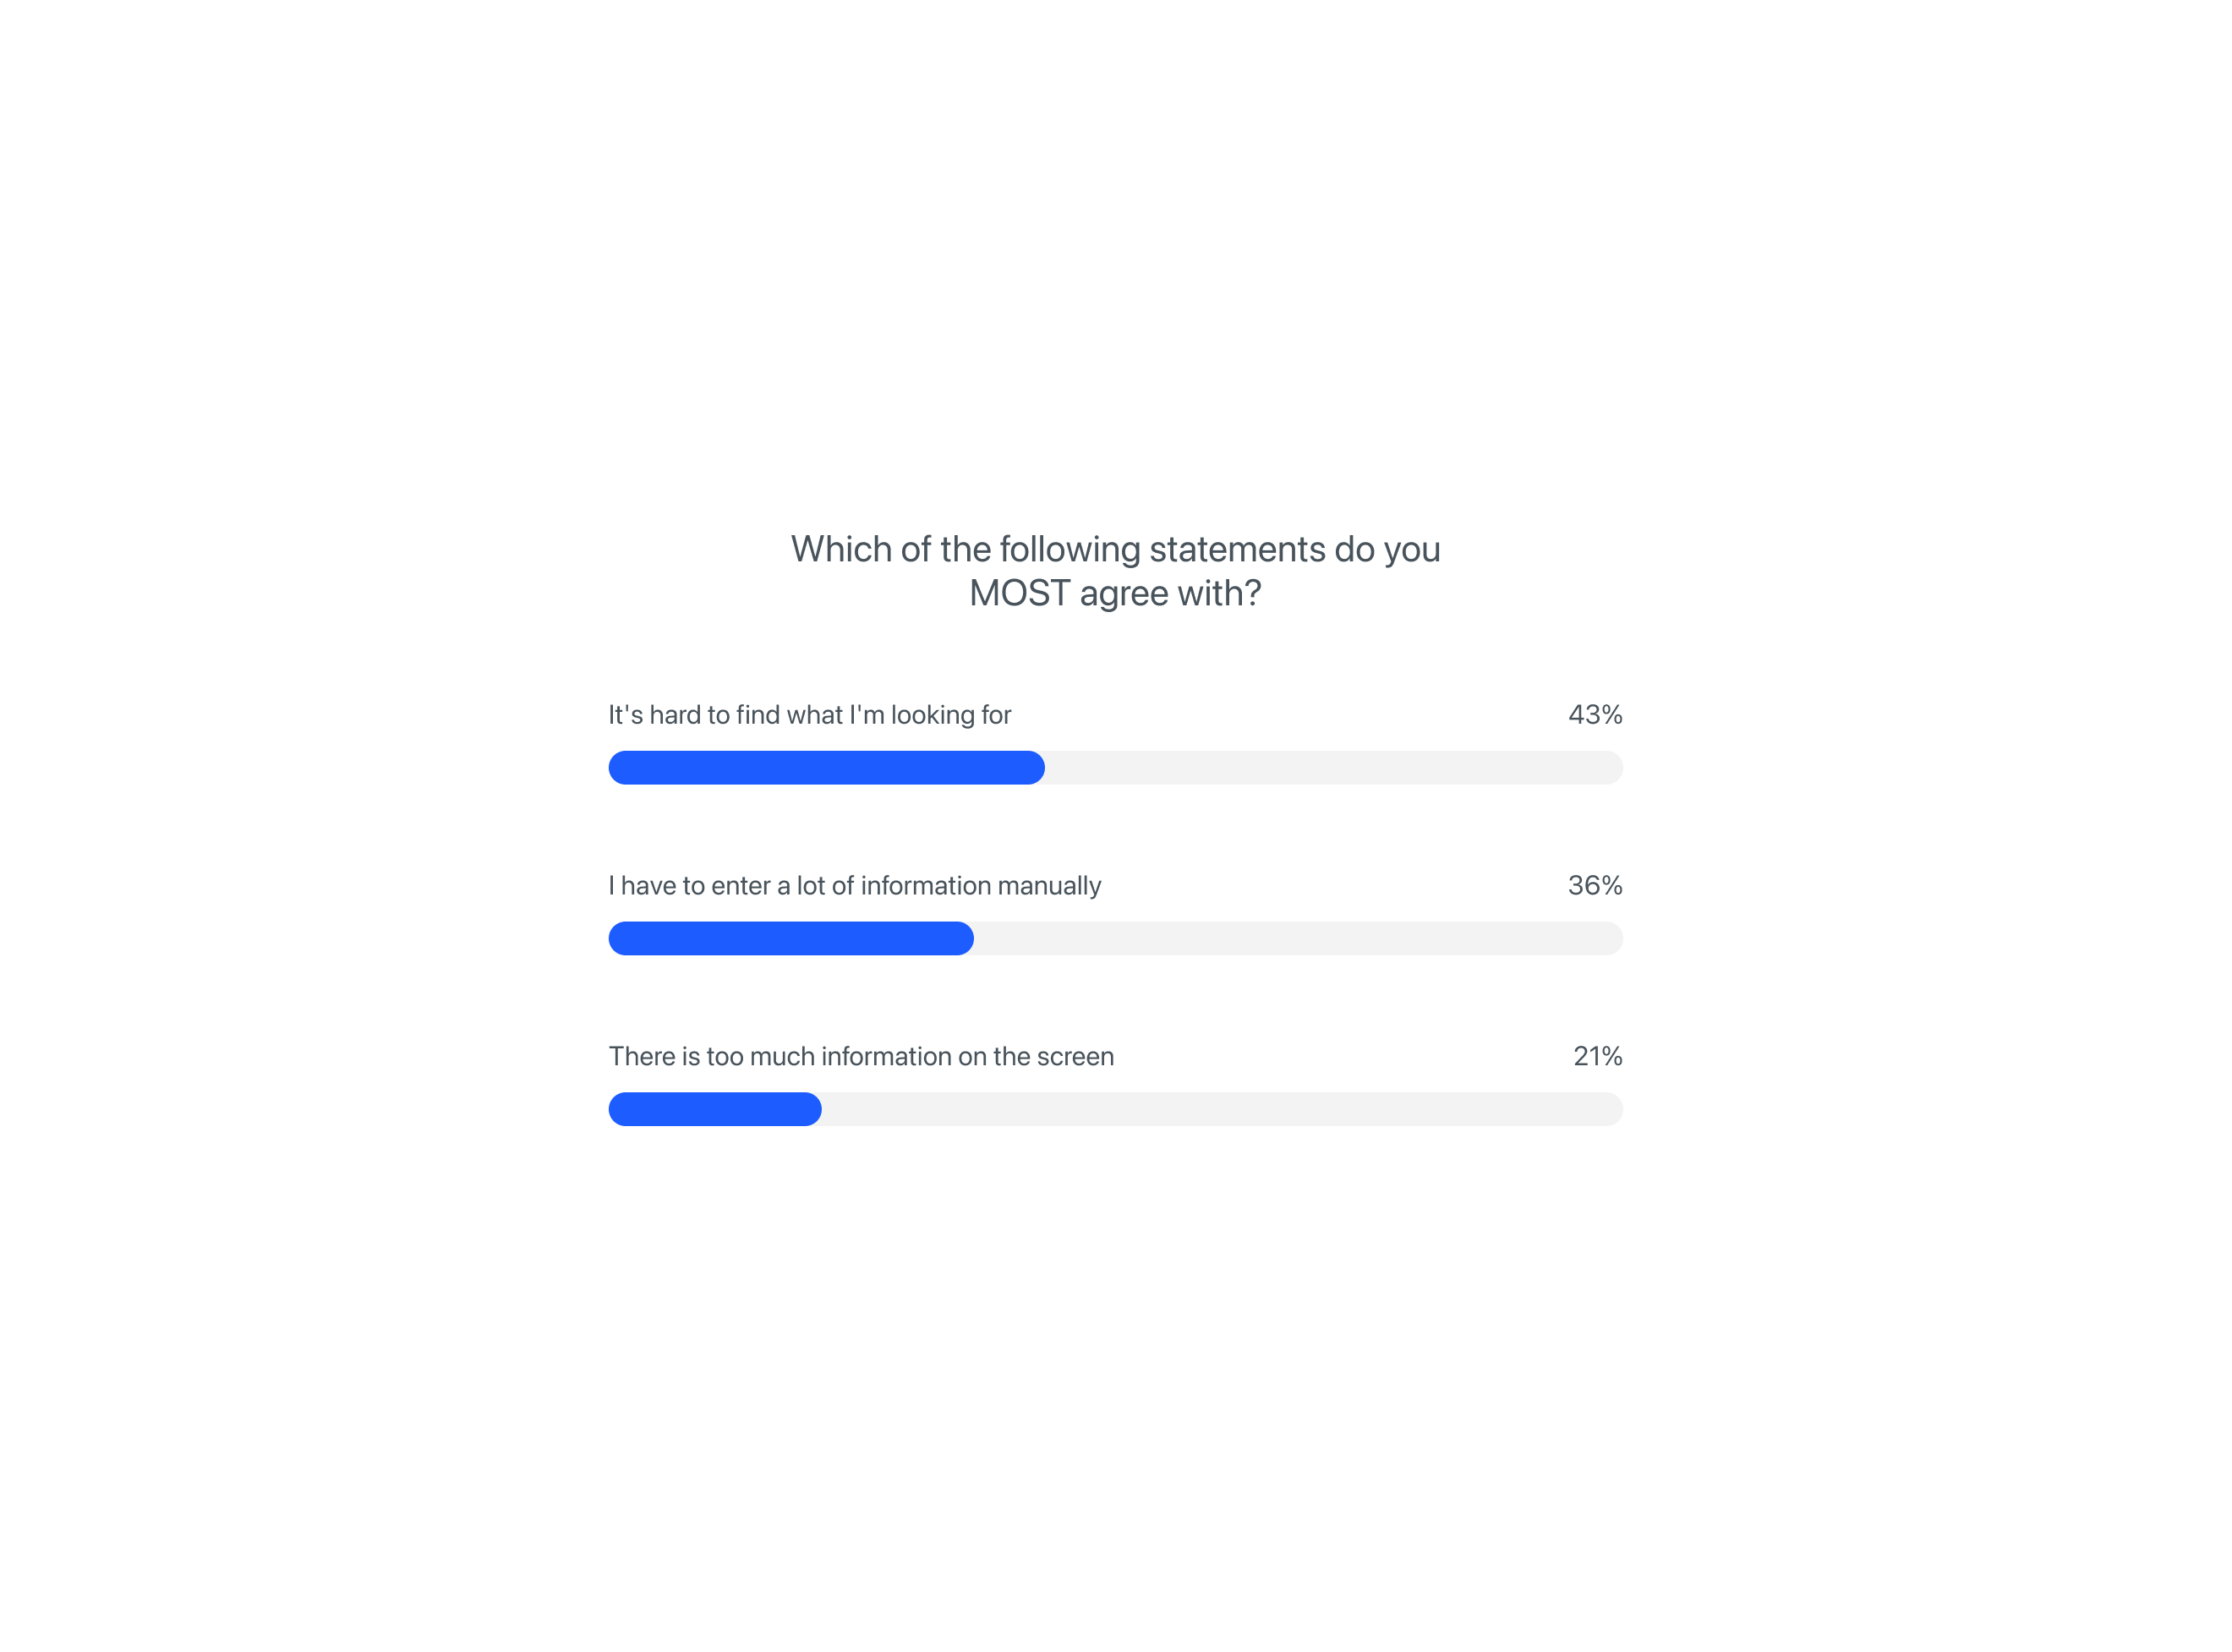 Which of the following statements do you
MOST agree with?
It's hard to find what I'm looking for 43%
I have to enter a lot of information manually 36%
There is too much information on the screen 21%